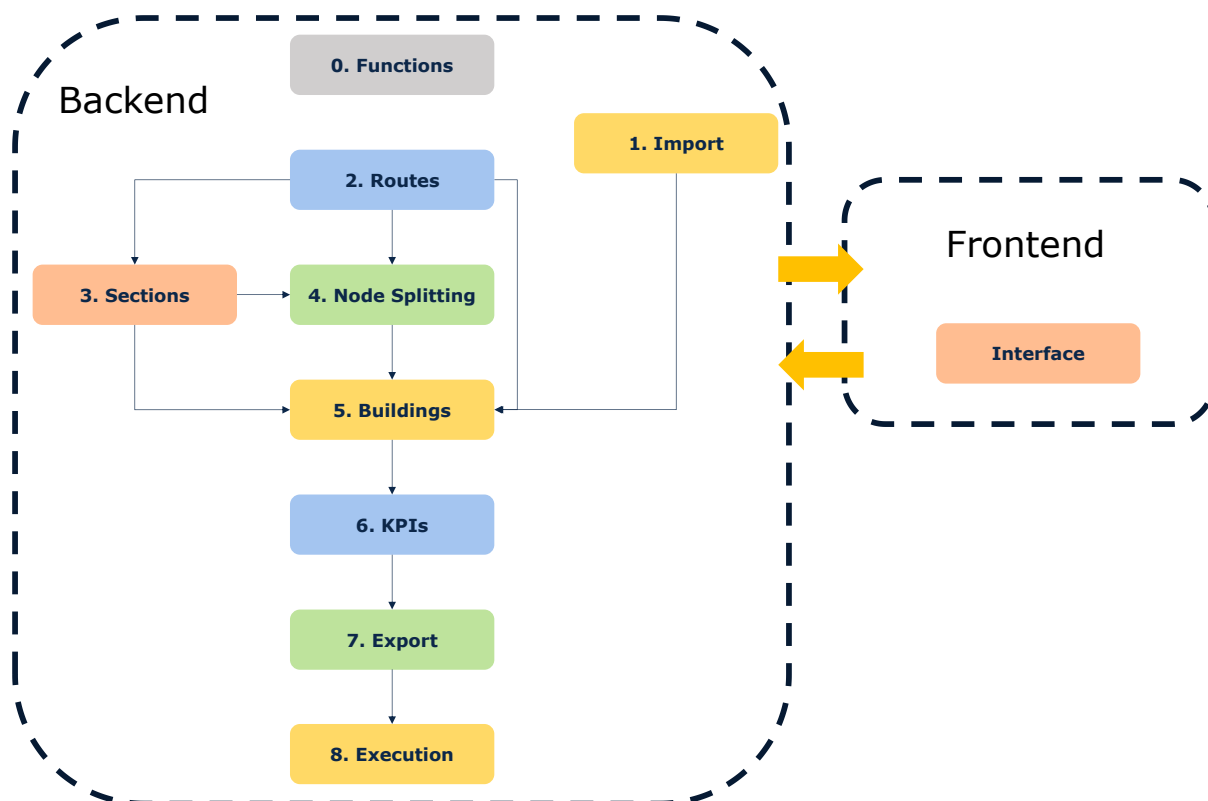 Backend
0. Functions
1. Import
2. Routes
3. Sections
4. Node Splitting
5. Buildings
6. KPIs
7. Export
8. Execution
Frontend
Interface